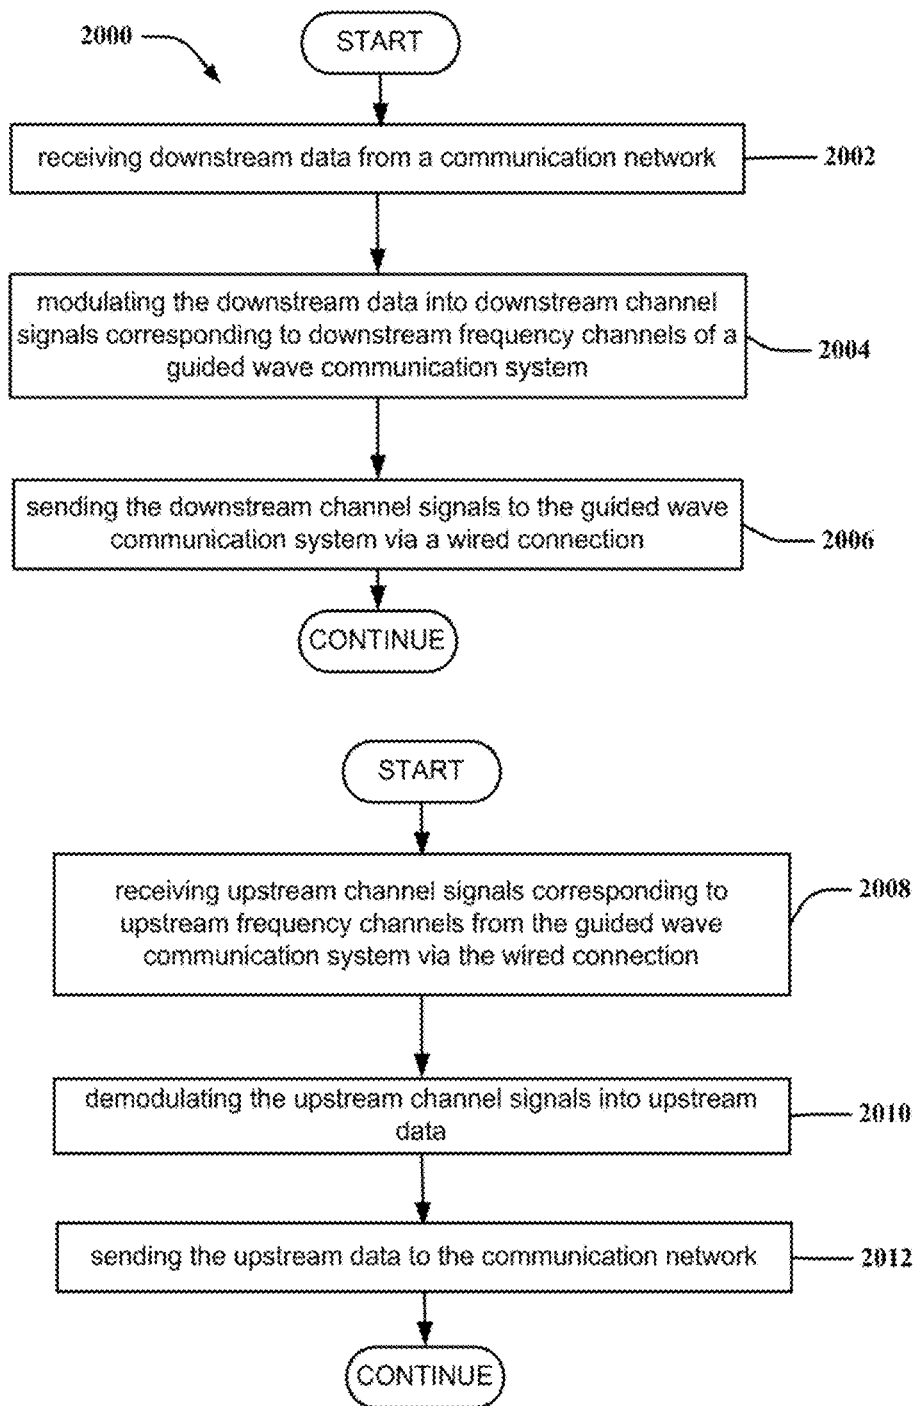 2000
START
receiving downstream data from a communication network
2002
modulating the downstream data into downstream channel
signals corresponding to downstream frequency channels of a
guided wave communication system
2004
sending the downstream channel signals to the guided wave
communication system via a wired connection
2006
CONTINUE
START
receiving upstream channel signals corresponding to
upstream frequency channels from the guided wave
communication system via the wired connection
2008
demodulating the upstream channel signals into upstream
data
2010
sending the upstream data to the communication network
2012
CONTINUE